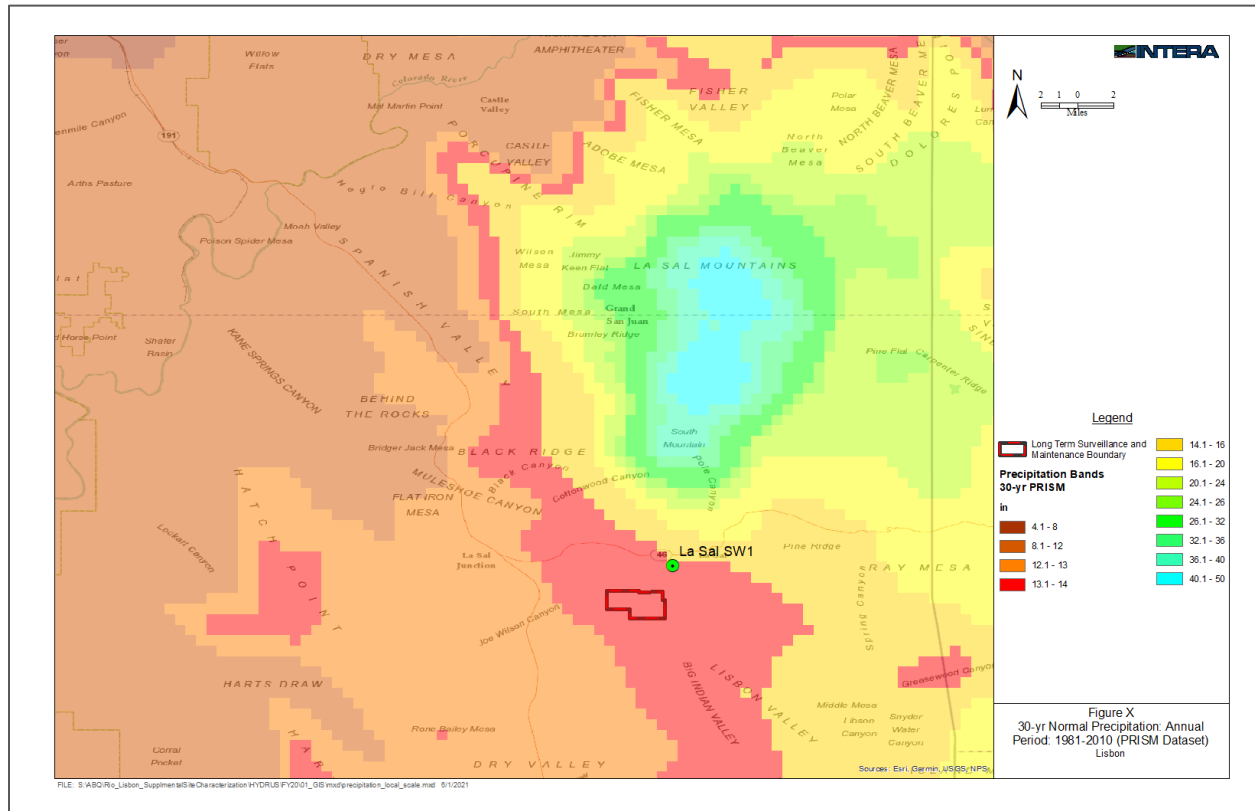 AMPHITHEATER
Willow
Flats
DRY MESA
Colorado River
Mat Martin Point
Castle
Valley
FISHER
VALLEY
FISHER MESA
Polar
Mesa
NORTH BEAVER MESA
SOUTH BEAVER ME
DOLORES
191
PORCUPINE RIM
CASTLE
VALLEY
ADOBE MESA
North
Beaver
Mesa
Arths Pasture
Negro Bill Canyon
Moab Valley
Poison Spider Mesa
SPANISH VALLEY
Wilson
Mesa
Jimmy
Keen Flat
LA SAL MOUNTAINS
Bald Mesa
South Mesa
Grand
San Juan
Brumley Ridge
d Horse Point
Shafer
Basin
KANE SPRINGS CANYON
Pine Flat
Carpenter Ridge
BEHIND
THE ROCKS
Bridger Jack Mesa
BLACK RIDGE
South
Mountain
Pole Canyon
Black Canyon
Cottonwood Canyon
MULESHOE CANYON
HATCH POINT
FLAT IRON
MESA
Lockart Canyon
La Sal
Junction
46
La Sal SW1
Pine Ridge
RAY MESA
Spring Canyon
Joe Wilson Canyon
LISBON VALLEY
BIG INDIAN VALLEY
Greasewood Canyon
HARTS DRAW
Rone Bailey Mesa
Middle Mesa
Lisbon
Canyon
Snyder
Water
Canyon
Corral
Pocket
HAR
DRY VALLEY
Sources: Esri, Garmin, USGS, NPS
INTERA
N
2 1 0 2
Miles
Legend
Long Term Surveillance and
Maintenance Boundary
Precipitation Bands
30-yr PRISM
in
4.1 - 8
8.1 - 12
12.1 - 13
13.1 - 14
14.1 - 16
16.1 - 20
20.1 - 24
24.1 - 26
26.1 - 32
32.1 - 36
36.1 - 40
40.1 - 50
Figure X
30-yr Normal Precipitation: Annual
Period: 1981-2010 (PRISM Dataset)
Lisbon
FILE: S:\ABQ\Rio_Lisbon_SupplmentalSiteCharacterization\HYDRUS\FY20\01_GIS\mxd\precipitation_local_scale.mxd 6/1/2021